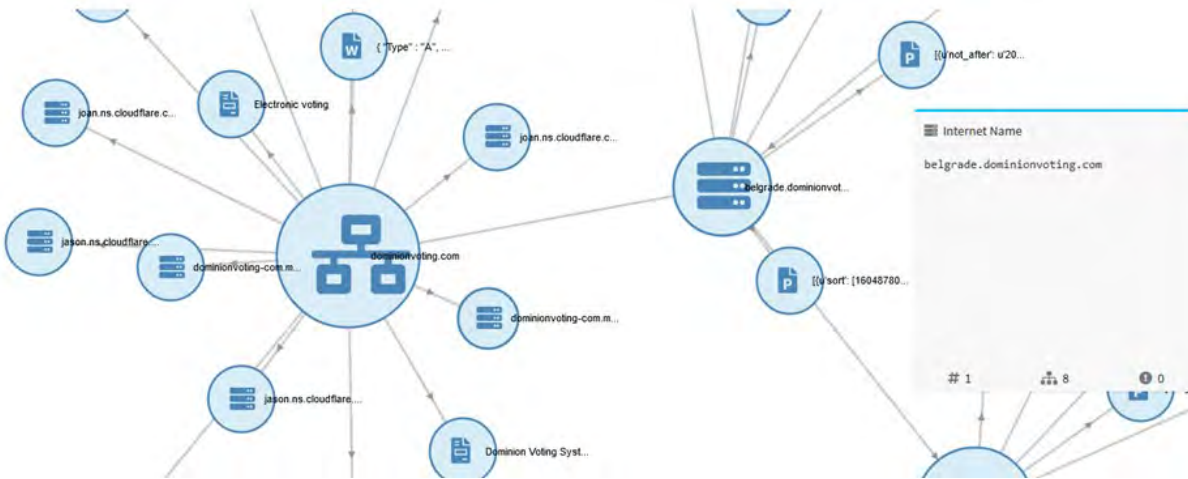 { "Type" : "A", ...
[{u'not_after': u'20...
Electronic voting
joan.ns.cloudflare.c...
joan.ns.cloudflare.c...
Internet Name
belgrade.dominionvoting.com
belgrade.dominionvot...
jason.ns.cloudflare....
dominionvoting.com
dominionvoting-com.m...
[{u'sort': [16048780...
dominionvoting-com.m...
# 1
8
0
jason.ns.cloudflare....
Dominion Voting Syst...
W
P
P
P